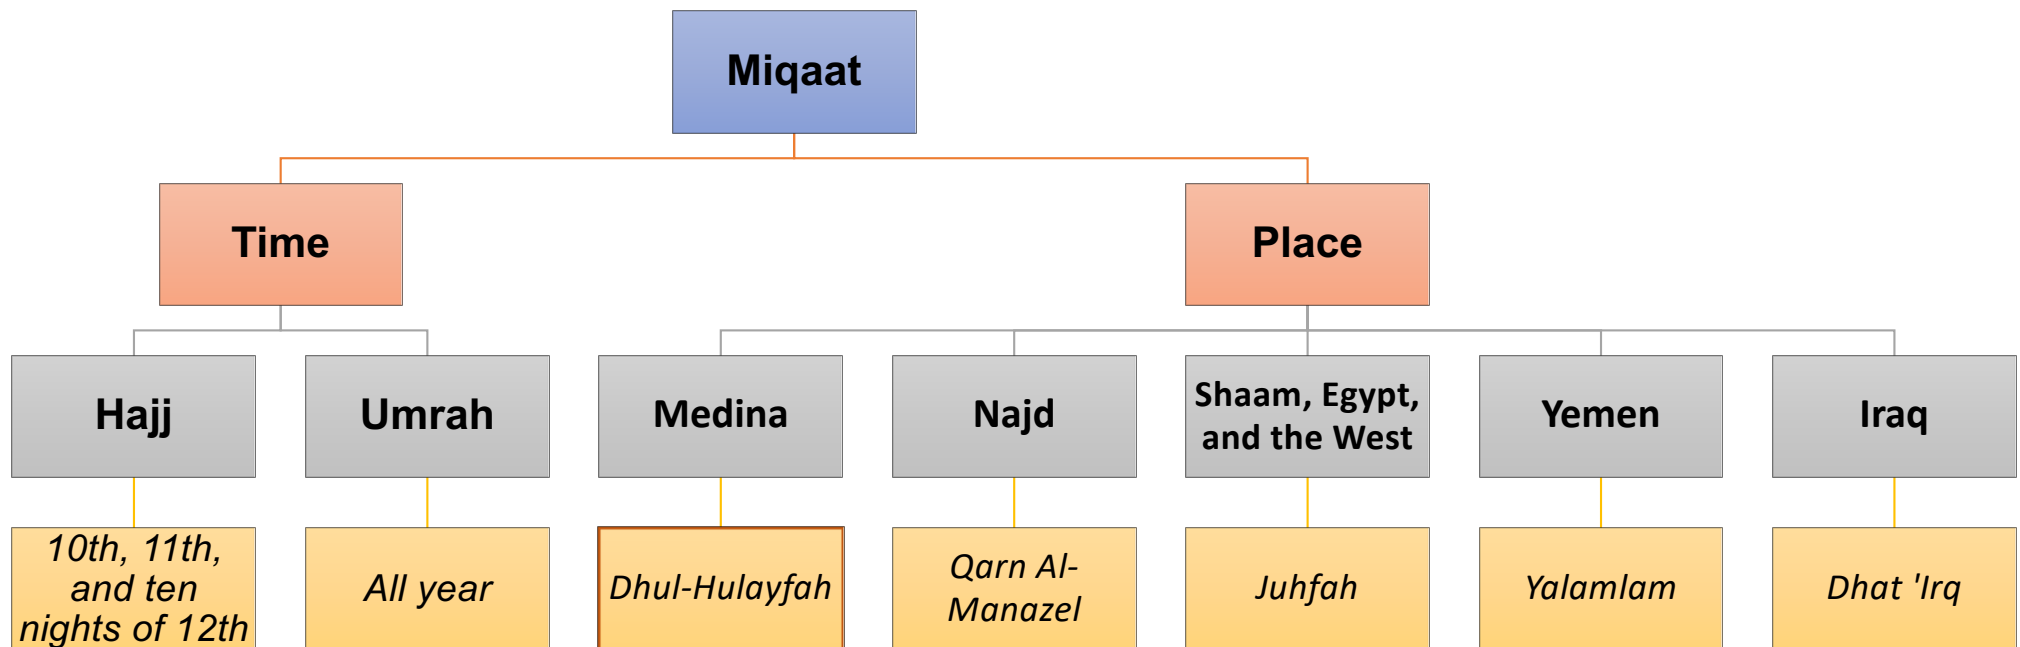 Miqaat
Time
Place
Hajj
Umrah
Medina
Najd
Shaam, Egypt,
and the West
Yemen
Iraq
10th, 11th,
and ten
nights of 12th
All year
Dhul-Hulayfah
Qarn Al-
Manazel
Juhfah
Yalamlam
Dhat 'Irq